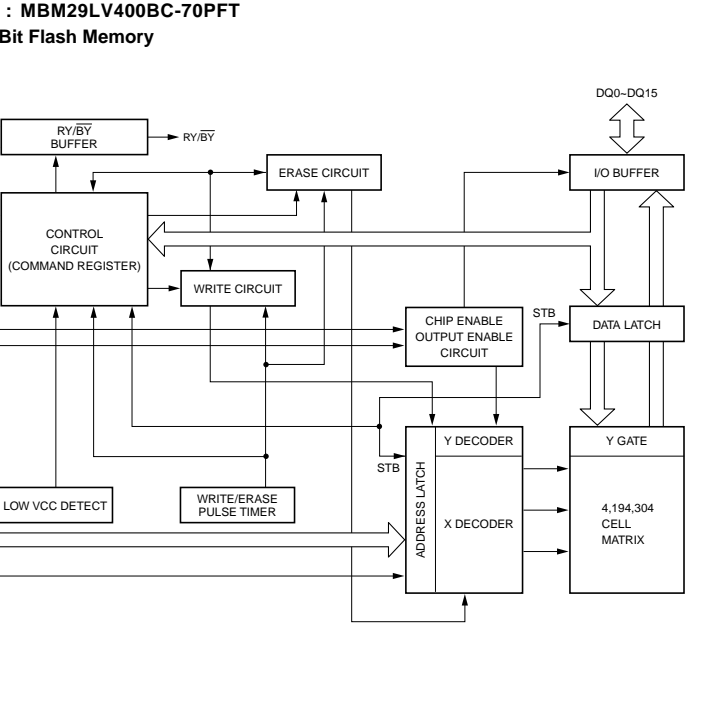 : MBM29LV400BC-70PFT
Bit Flash Memory
DQ0~DQ15
RY/BY
BUFFER
RY/BY
ERASE CIRCUIT
I/O BUFFER
CONTROL
CIRCUIT
(COMMAND REGISTER)
WRITE CIRCUIT
CHIP ENABLE
OUTPUT ENABLE
CIRCUIT
STB
DATA LATCH
STB
ADDRESS LATCH
Y DECODER
Y GATE
LOW VCC DETECT
WRITE/ERASE
PULSE TIMER
X DECODER
4,194,304
CELL
MATRIX